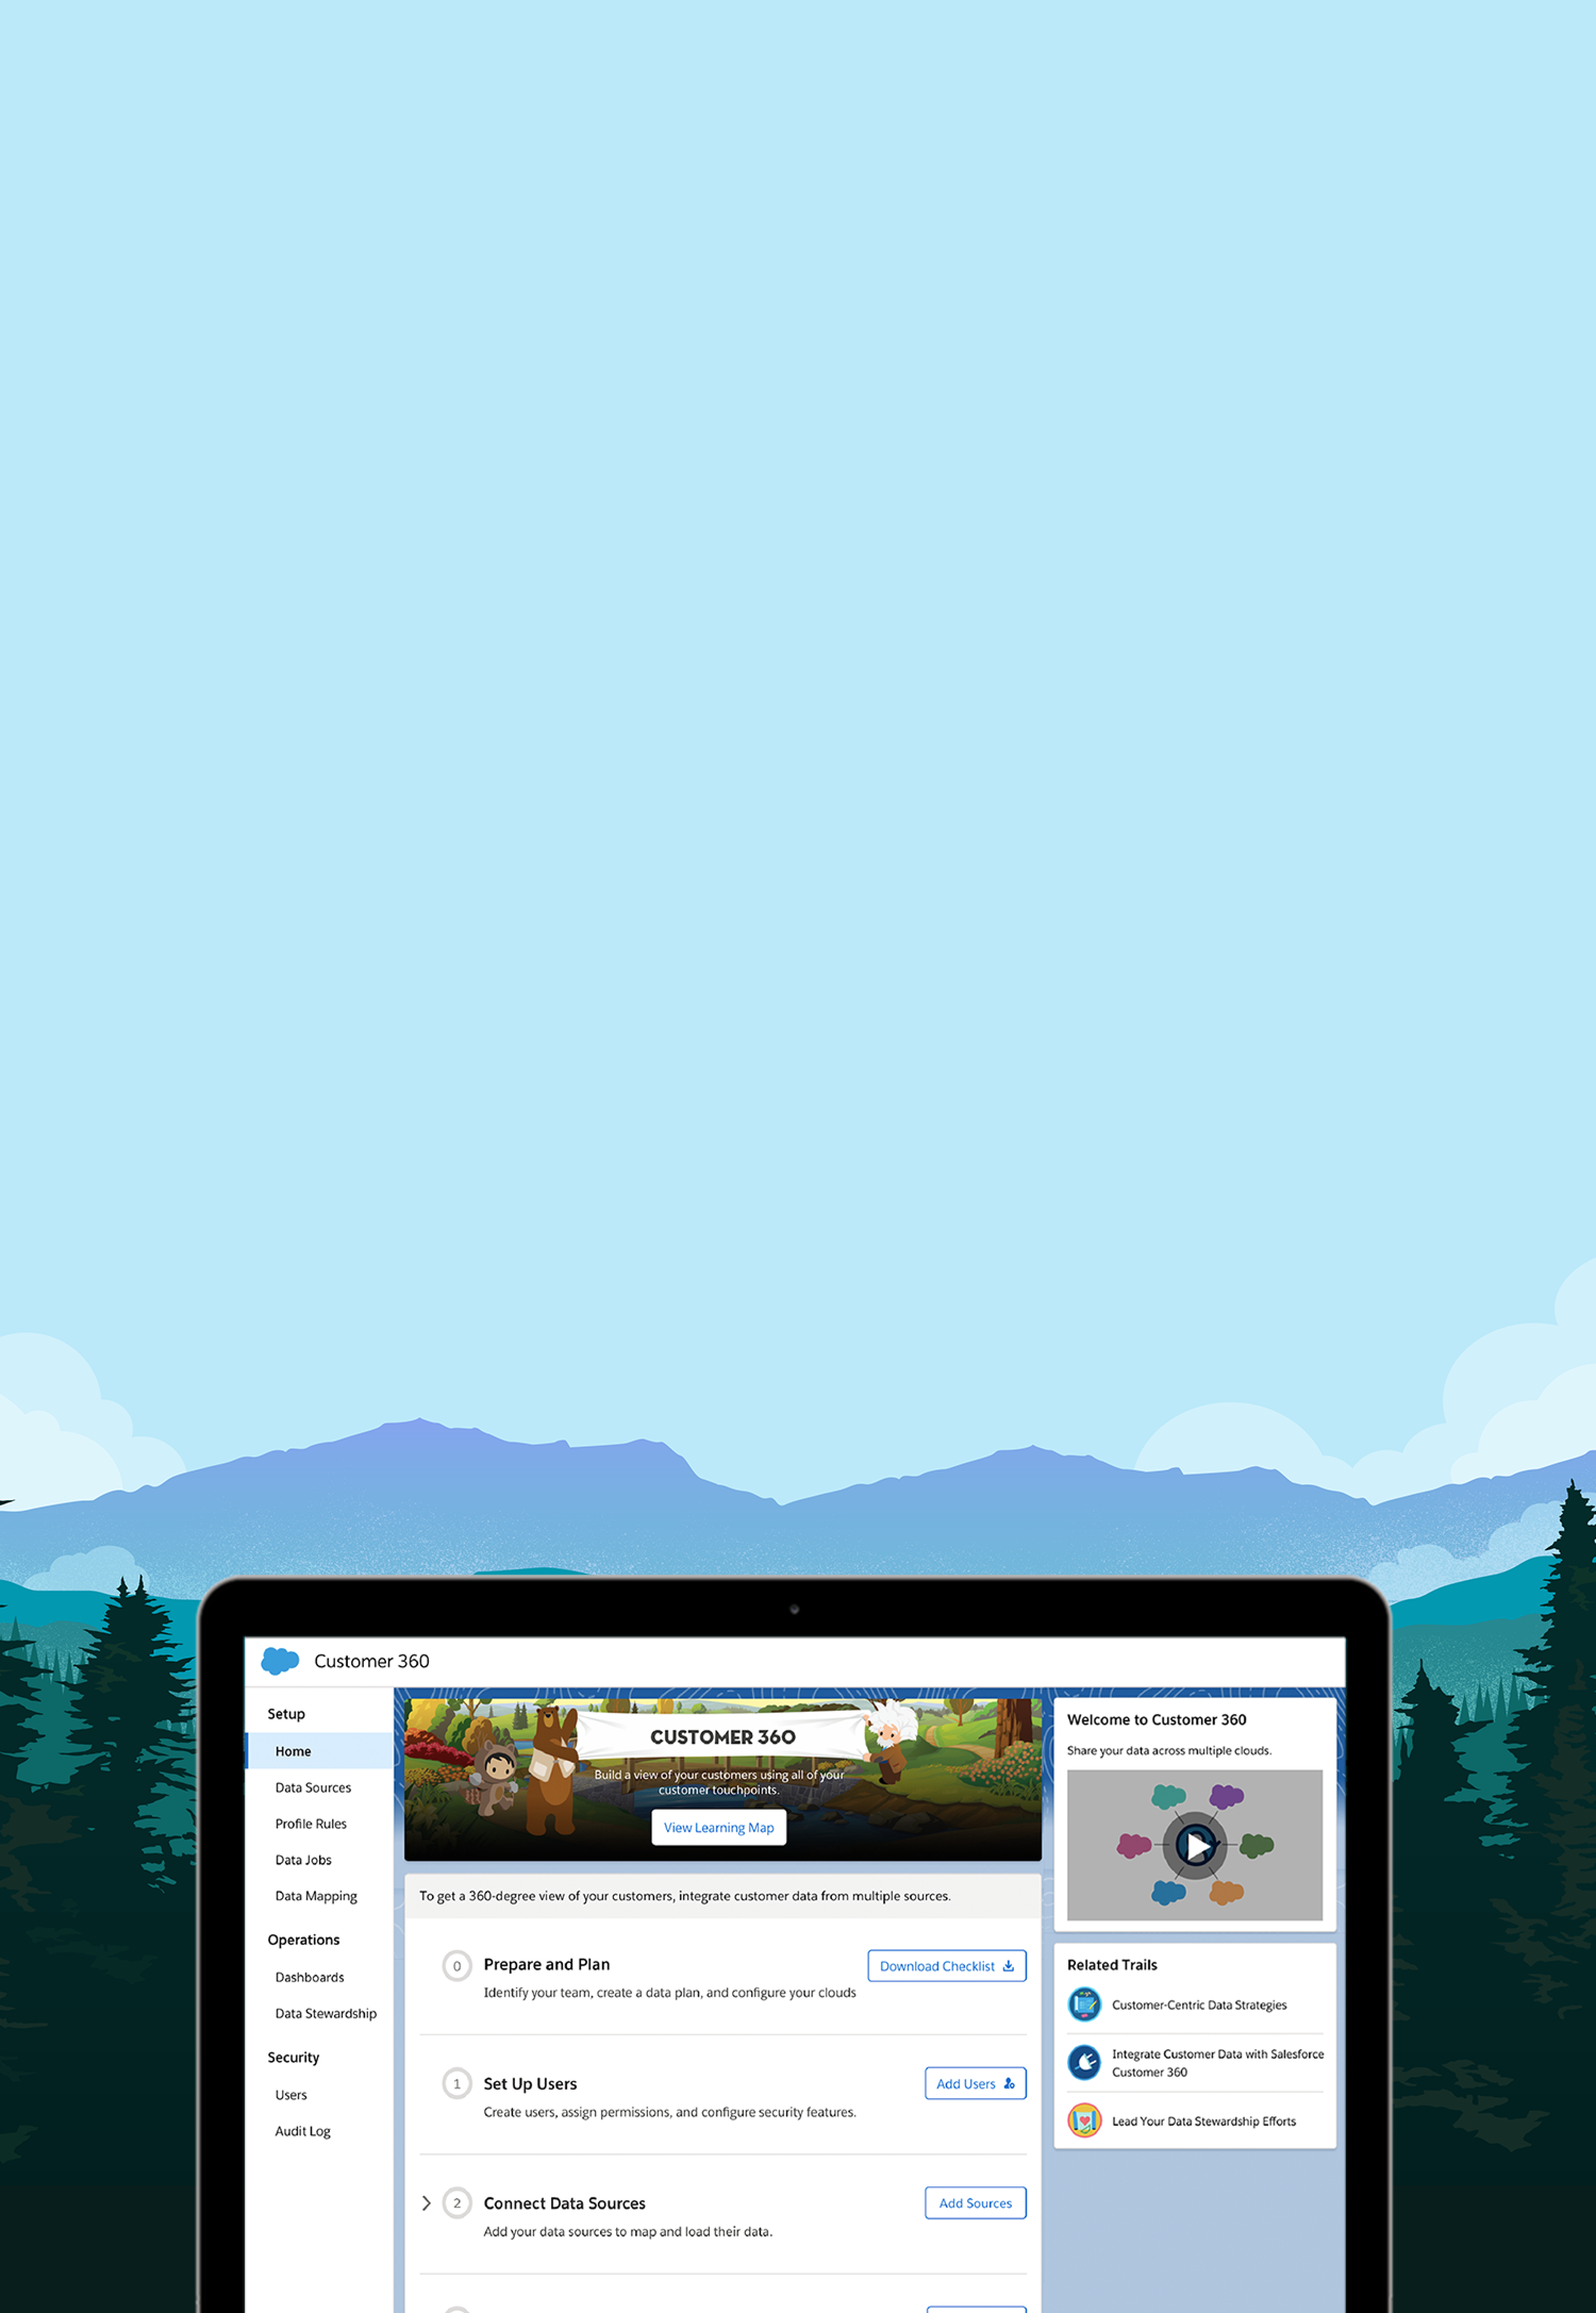 Customer 360
Setup
Home
Data Sources
Profile Rules
Data Jobs
Data Mapping
Operations
Dashboards
Data Stewardship
Security
Users
Audit Log
CUSTOMER 360
Build a view of your customers using all of your
customer touchpoints.
View Learning Map
To get a 360-degree view of your customers, integrate customer data from multiple sources.
0 Prepare and Plan
Download Checklist
Identify your team, create a data plan, and configure your clouds
1 Set Up Users
Add Users
Create users, assign permissions, and configure security features.
2 Connect Data Sources
Add Sources
Add your data sources to map and load their data.
Welcome to Customer 360
Share your data across multiple clouds.
Related Trails
Customer-Centric Data Strategies
Integrate Customer Data with Salesforce
Customer 360
Lead Your Data Stewardship Efforts